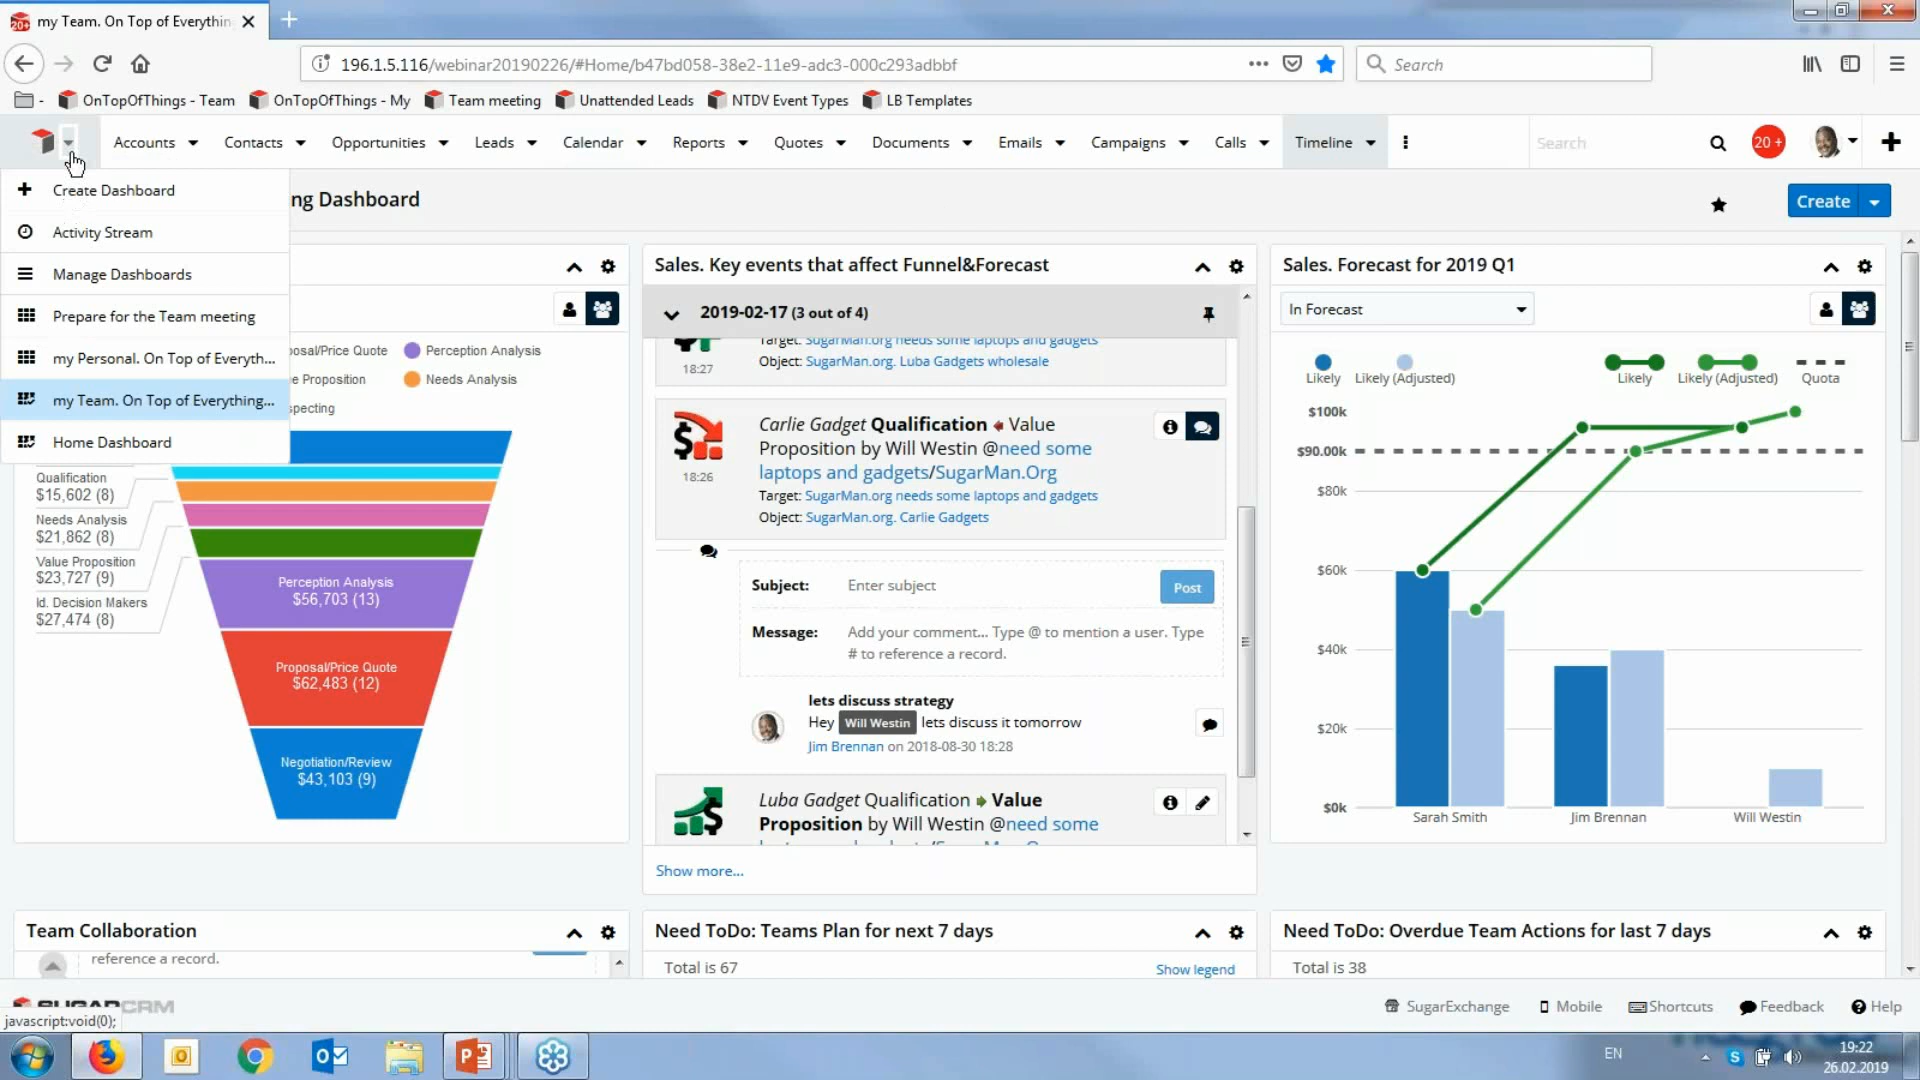 my Team. On Top of Everythin
196.1.5.116/webinar20190226/#Home/b47bd058-38e2-11e9-adc3-000c293adbbf
Search
OnTopOfThings - Team
OnTopOfThings - My
Team meeting
Unattended Leads
NTDV Event Types
LB Templates
Accounts
Contacts
Opportunities
Leads
Calendar
Reports
Quotes
Documents
Emails
Campaigns
Calls
Timeline
Search
20 +
Create Dashboard
Activity Stream
Manage Dashboards
Prepare for the Team meeting
my Personal. On Top of Everyth...
my Team. On Top of Everything...
Home Dashboard
ng Dashboard
Create
osal/Price Quote
Perception Analysis
e Proposition
Needs Analysis
specting
Qualification
$15,602 (8)
Needs Analysis
$21,862 (8)
Value Proposition
$23,727 (9)
Id. Decision Makers
$27,474 (8)
Perception Analysis
$56,703 (13)
Proposal/Price Quote
$62,483 (12)
Negotiation/Review
$43,103 (9)
Sales. Key events that affect Funnel&Forecast
2019-02-17 (3 out of 4)
18:27
Target: SugarMan.org needs some laptops and gadgets
Object: SugarMan.org. Luba Gadgets wholesale
18:26
Carlie Gadget Qualification Value
Proposition by Will Westin @need some
laptops and gadgets/SugarMan.Org
Target: SugarMan.org needs some laptops and gadgets
Object: SugarMan.org. Carlie Gadgets
Subject:
Enter subject
Post
Message:
Add your comment... Type @ to mention a user. Type
# to reference a record.
lets discuss strategy
Hey Will Westin lets discuss it tomorrow
Jim Brennan on 2018-08-30 18:28
Luba Gadget Qualification Value
Proposition by Will Westin @need some
Show more...
Sales. Forecast for 2019 Q1
In Forecast
Likely
Likely (Adjusted)
Likely
Likely (Adjusted)
Quota
$100k
$90.00k
$80k
$60k
$40k
$20k
$0k
Sarah Smith
Jim Brennan
Will Westin
Team Collaboration
reference a record.
Need ToDo: Teams Plan for next 7 days
Total is 67
Show legend
Need ToDo: Overdue Team Actions for last 7 days
Total is 38
SUGARCRM
SugarExchange
Mobile
Shortcuts
Feedback
Help
javascript:void(0);
EN
19:22
26.02.2019